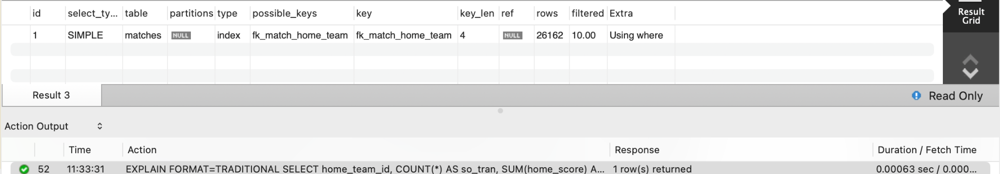 id select_ty... table partitions type possible_keys key key_len ref rows filtered Extra
1 SIMPLE matches NULL index fk_match_home_team fk_match_home_team 4 NULL 26162 10.00 Using where
Result
Grid
Result 3 Read Only
Action Output
Time Action Response Duration / Fetch Time
52 11:33:31 EXPLAIN FORMAT=TRADITIONAL SELECT home_team_id, COUNT(*) AS so_tran, SUM(home_score) A... 1 row(s) returned 0.00063 sec / 0.000...